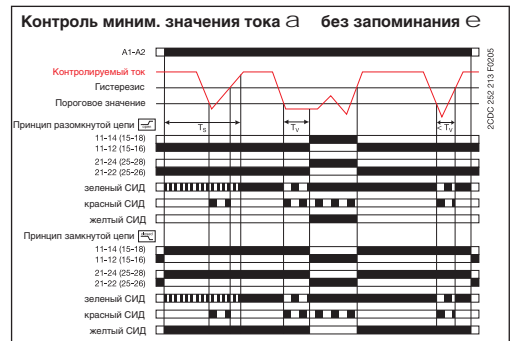 Контроль миним. значения тока a без запоминания e
A1-A2
Контролируемый ток
Гистерезис
Пороговое значение
Принцип разомкнутой цепи
Ts Tv < Tv
11-14 (15-18)
11-12 (15-16)
21-24 (25-28)
21-22 (25-26)
зеленый СИД
красный СИД
желтый СИД
Принцип замкнутой цепи
11-14 (15-18)
11-12 (15-16)
21-24 (25-28)
21-22 (25-26)
зеленый СИД
красный СИД
желтый СИД
2CDC 252 213 F0205